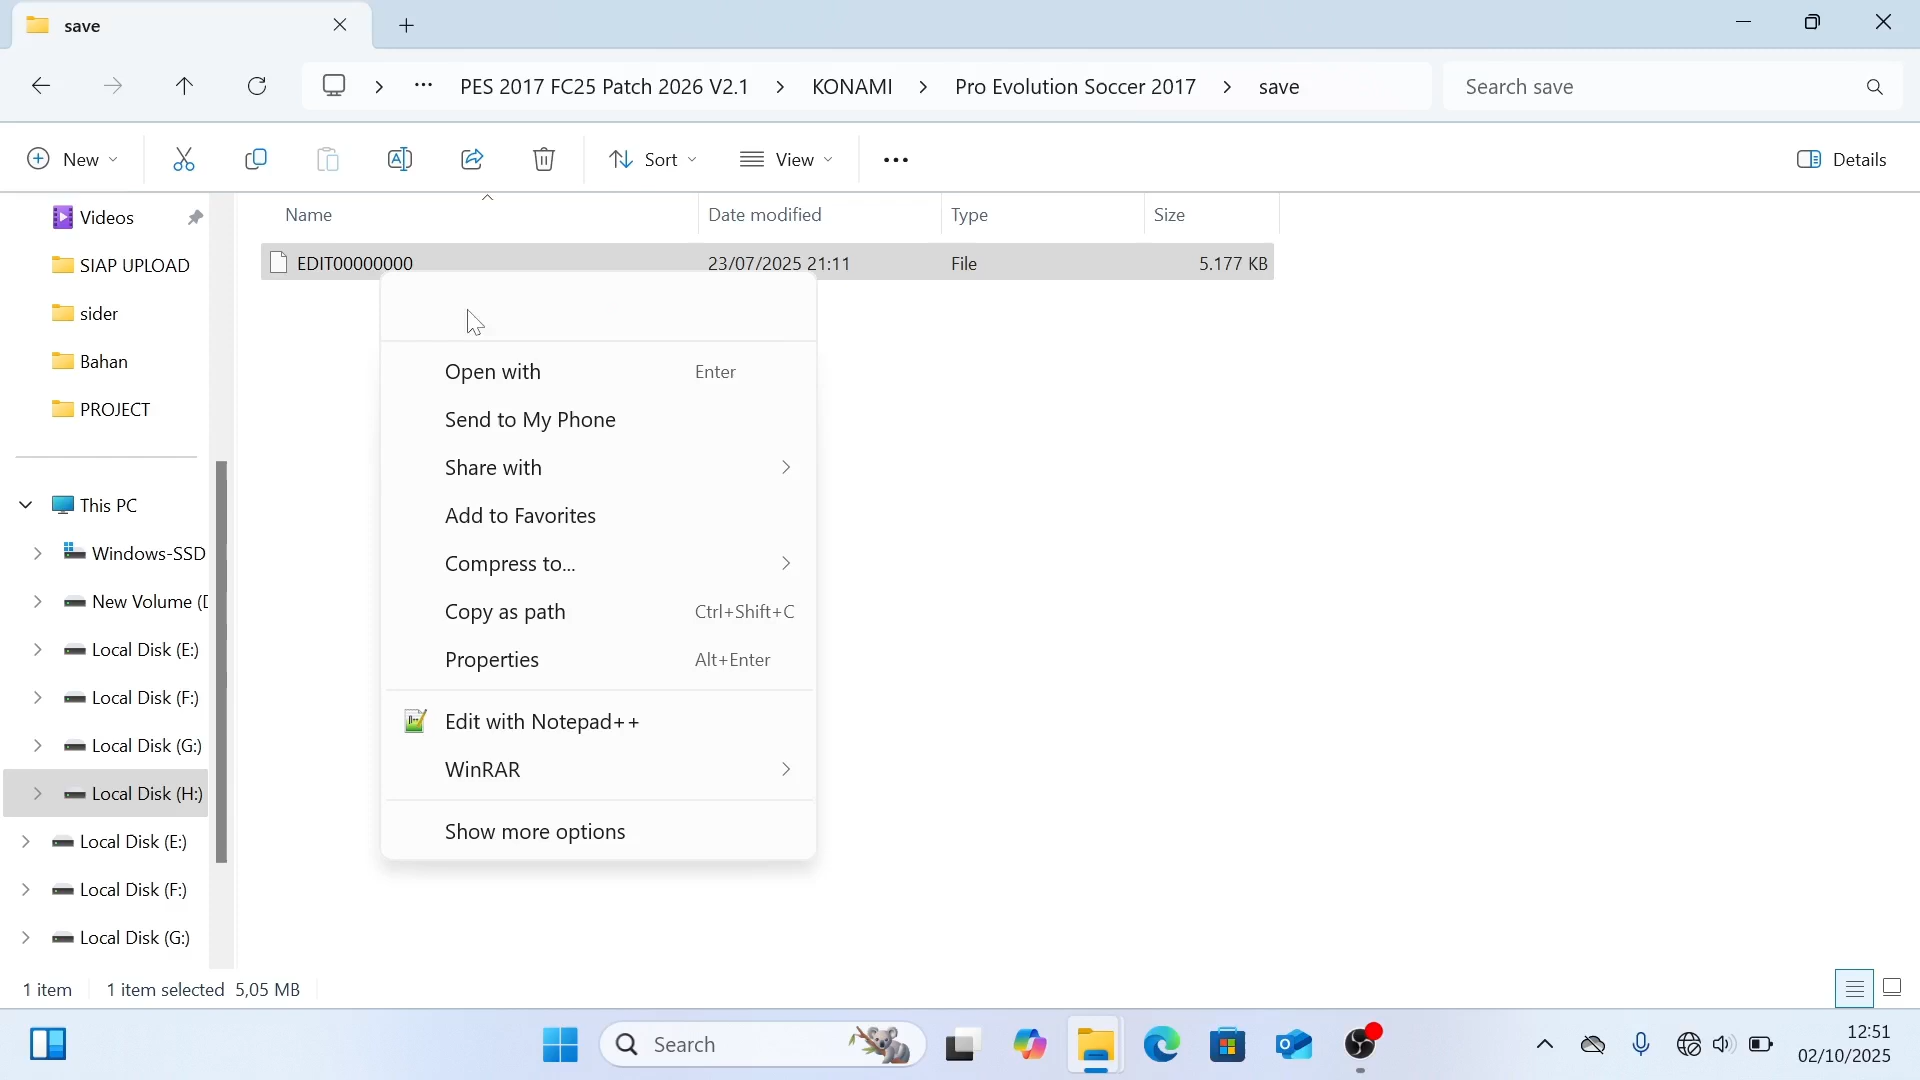 save
PES 2017 FC25 Patch 2026 V2.1 > KONAMI > Pro Evolution Soccer 2017 > save
Search save
New
Sort
View
Details
Name
Date modified
Type
Size
EDIT00000000
23/07/2025 21:11
File
5.177 KB
Videos
SIAP UPLOAD
sider
Bahan
PROJECT
This PC
Windows-SSD
New Volume (D
Local Disk (E:)
Local Disk (F:)
Local Disk (G:)
Local Disk (H:)
Local Disk (E:)
Local Disk (F:)
Local Disk (G:)
Open with Enter
Send to My Phone
Share with
Add to Favorites
Compress to...
Copy as path Ctrl+Shift+C
Properties Alt+Enter
Edit with Notepad++
WinRAR
Show more options
1 item 1 item selected 5,05 MB
Search
12:51
02/10/2025